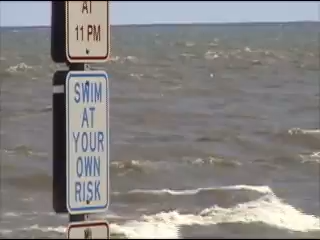 AT
11 PM
SWIM
AT
YOUR
OWN
RISK